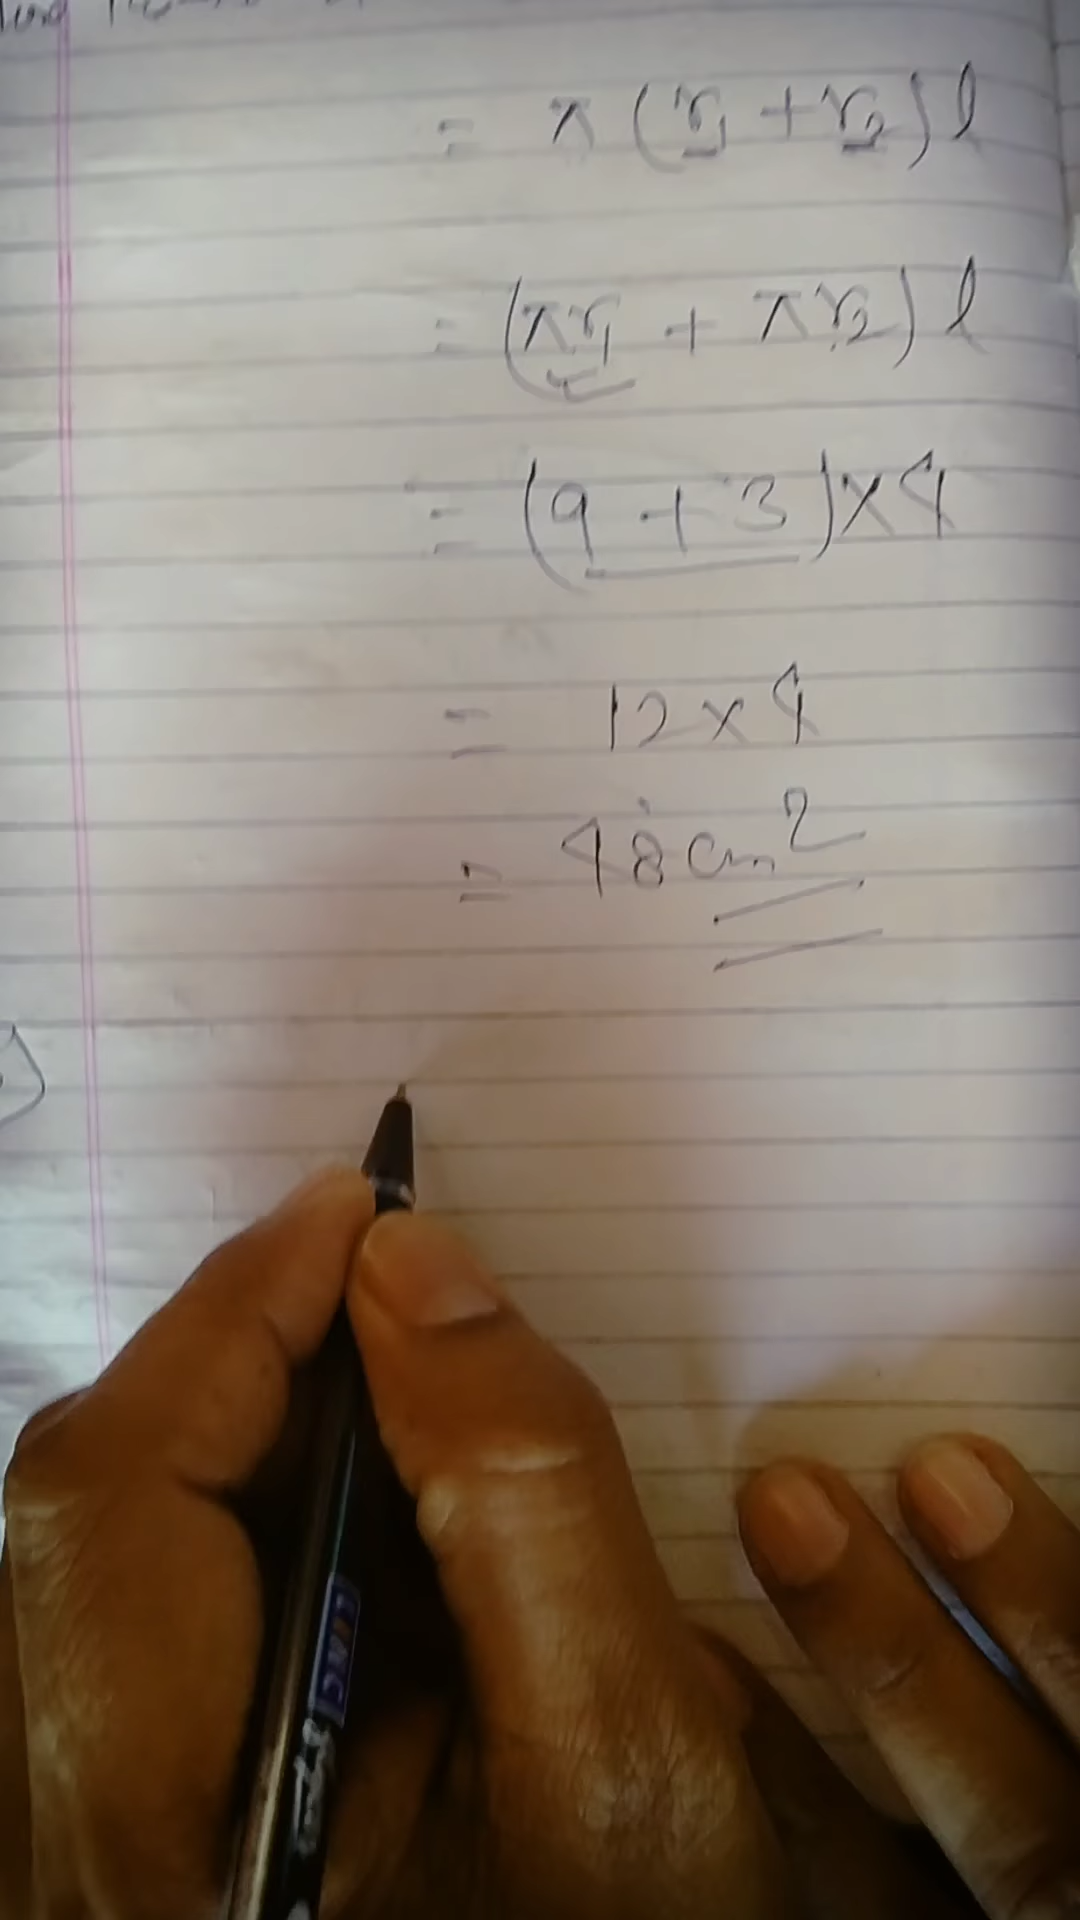 = π (r₁ + r₂) l
= (πr₁ + πr₂) l
= (9 + 3) × 4
= 12 × 4
= 48 cm²